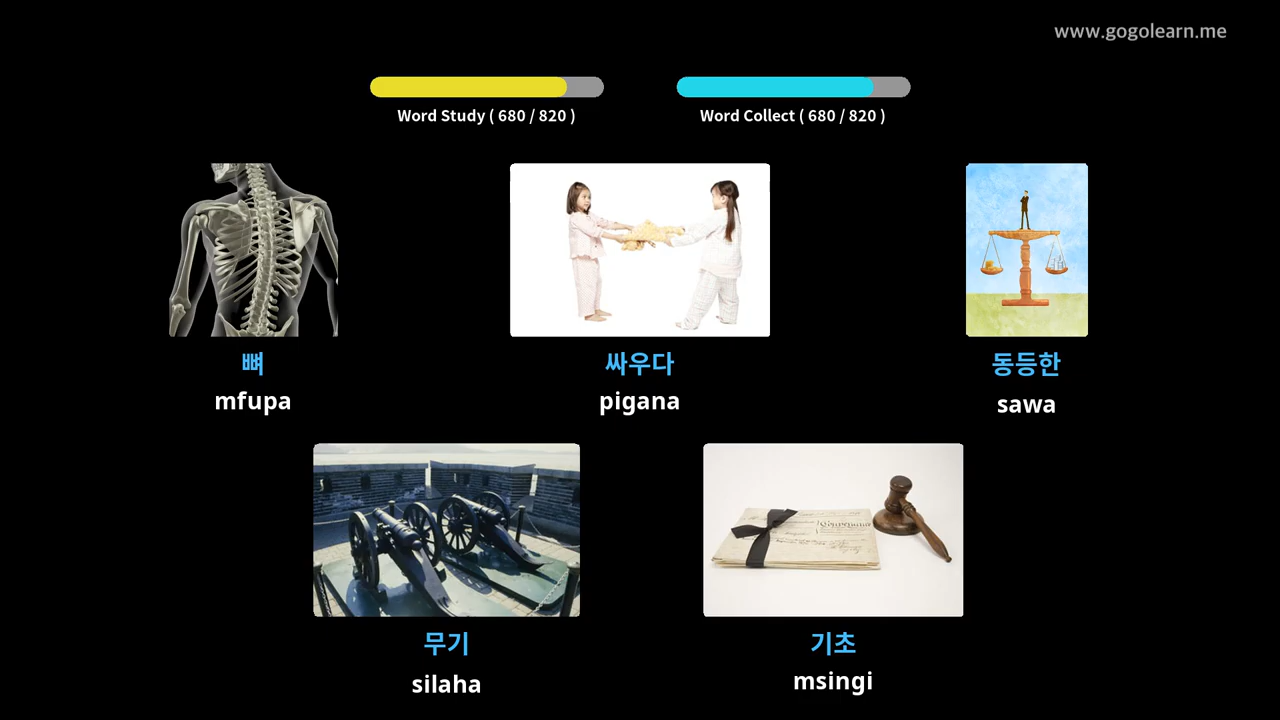 www.gogolearn.me
Word Study ( 680 / 820 )
Word Collect ( 680 / 820 )
뼈
mfupa
싸우다
pigana
동등한
sawa
무기
silaha
기초
msingi